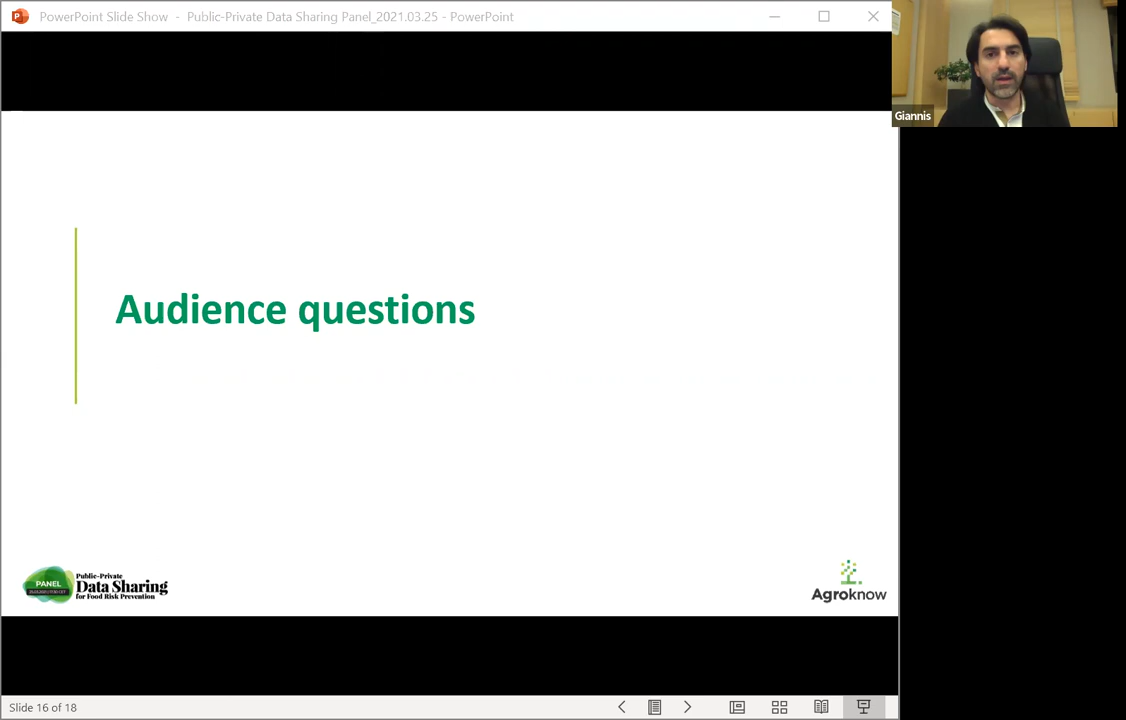 PowerPoint Slide Show - Public-Private Data Sharing Panel_2021.03.25 - PowerPoint
Giannis
Audience questions
PANEL
Public-Private
Data Sharing
for Food Risk Prevention
Agroknow
Slide 16 of 18